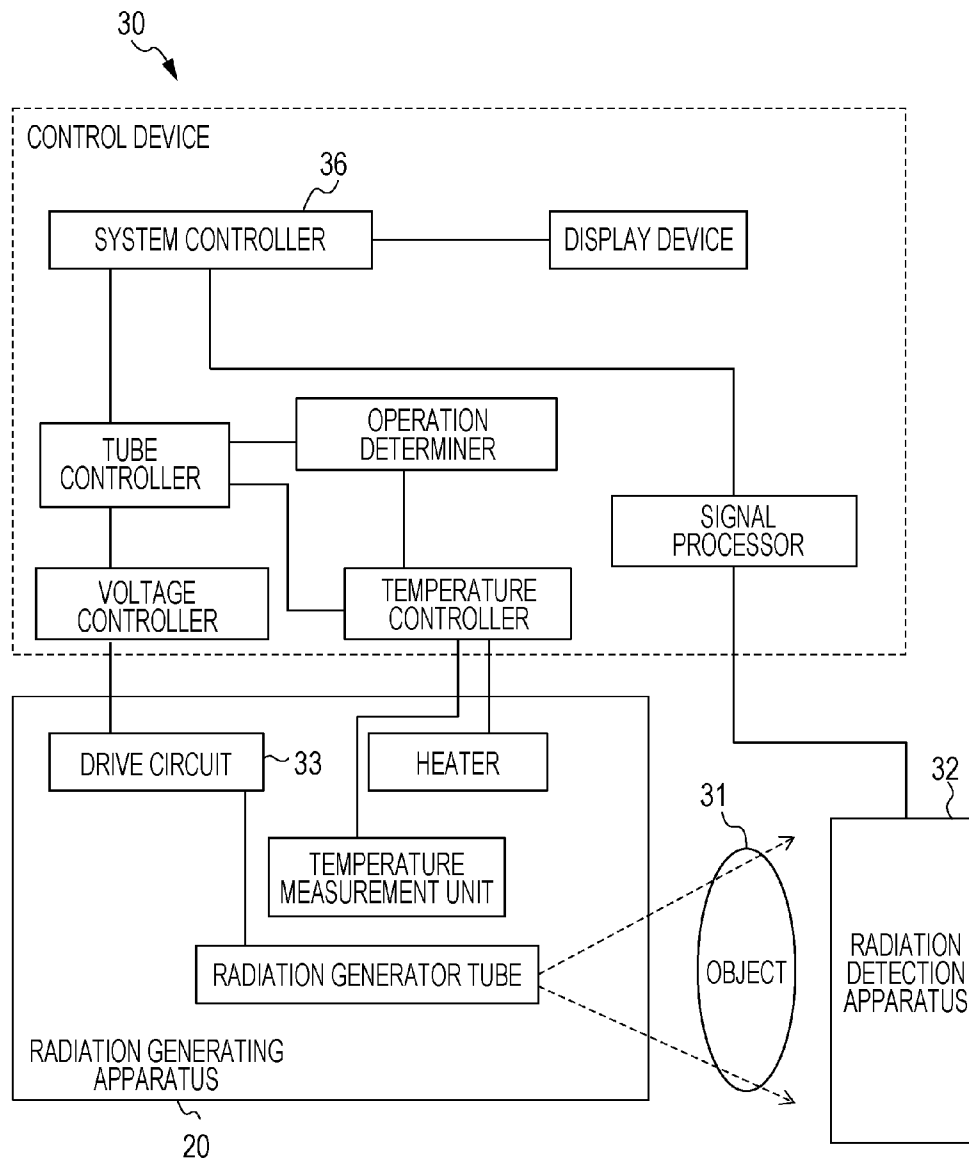 30
CONTROL DEVICE
36
SYSTEM CONTROLLER
DISPLAY DEVICE
TUBE
CONTROLLER
OPERATION
DETERMINER
SIGNAL
PROCESSOR
VOLTAGE
CONTROLLER
TEMPERATURE
CONTROLLER
DRIVE CIRCUIT
33
HEATER
TEMPERATURE
MEASUREMENT UNIT
RADIATION GENERATOR TUBE
RADIATION GENERATING
APPARATUS
20
31
OBJECT
32
RADIATION
DETECTION
APPARATUS